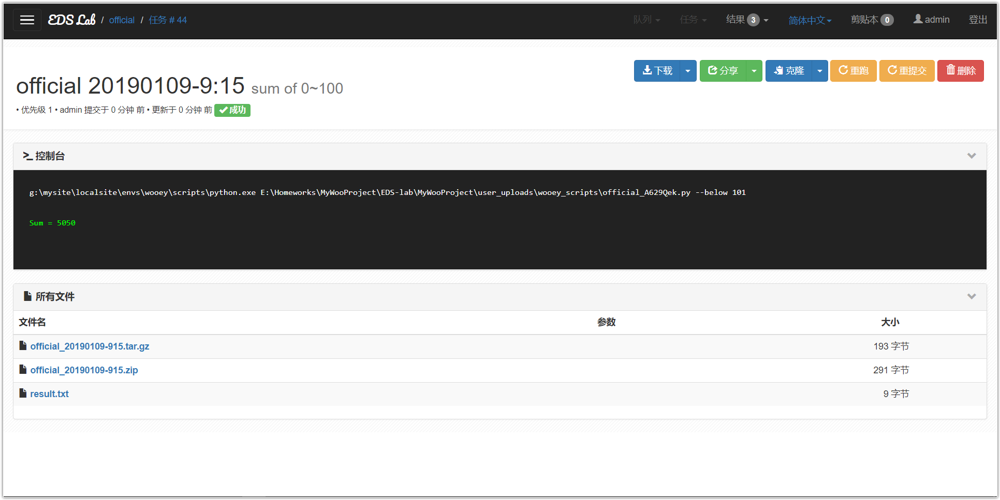 EDS Lab / official / 任务 # 44 队列 任务 结果 3 简体中文 剪贴本 0 admin 登出
下载 分享 克隆 重跑 重提交 删除
official 20190109-9:15 sum of 0~100
• 优先级 1 • admin 提交于 0 分钟 前 • 更新于 0 分钟 前 成功
>_ 控制台
g:\mysite\localsite\envs\wooey\scripts\python.exe E:\Homeworks\MyWooProject\EDS-lab\MyWooProject\user_uploads\wooey_scripts\official_A629Qek.py --below 101
Sum = 5050
所有文件
文件名 参数 大小
official_20190109-915.tar.gz 193 字节
official_20190109-915.zip 291 字节
result.txt 9 字节